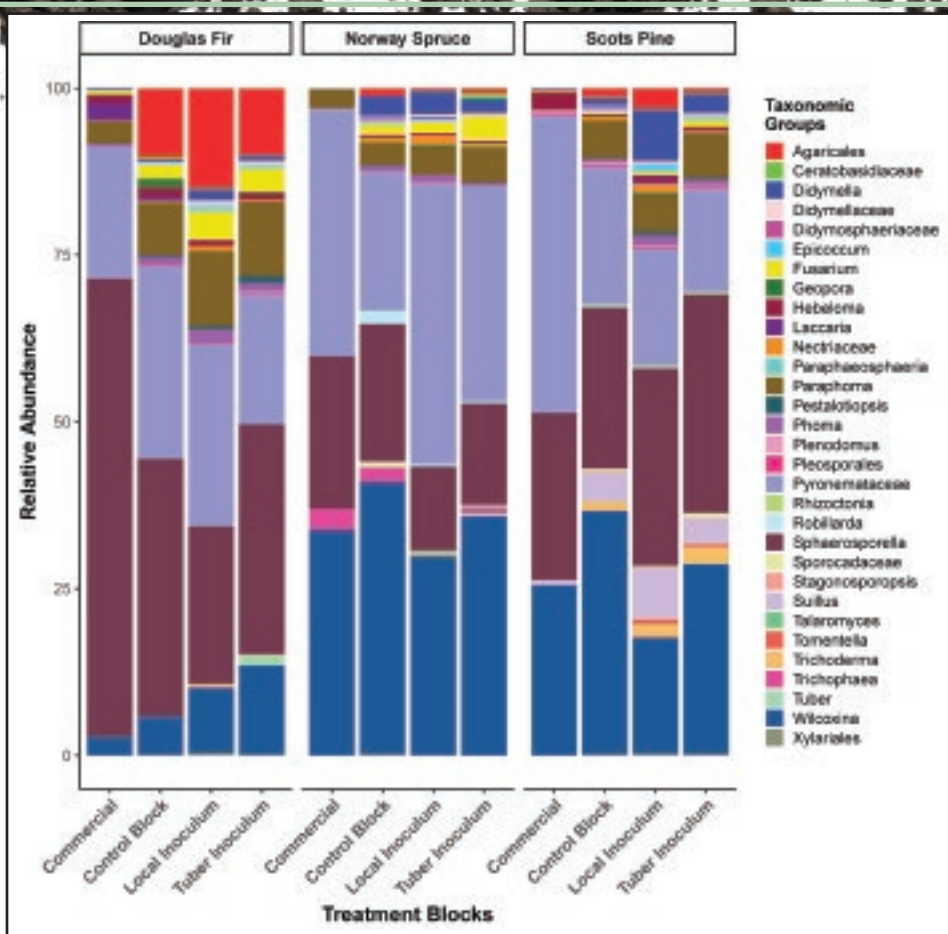 Douglas Fir
Norway Spruce
Scots Pine
100
75
50
25
0
Relative Abundance
Commercial
Control Block
Local Inoculum
Tuber Inoculum
Commercial
Control Block
Local Inoculum
Tuber Inoculum
Commercial
Control Block
Local Inoculum
Tuber Inoculum
Treatment Blocks
Taxonomic
Groups
Agaricales
Ceratobasidiaceae
Didymella
Didymellaceae
Didymosphaeriaceae
Epicoccum
Fusarium
Geopora
Hebeloma
Laccaria
Nectriaceae
Paraphaeosphaeria
Paraphoma
Pestalotiopsis
Phoma
Plenodomus
Pleosporales
Pyronemataceae
Rhizoctonia
Robillarda
Sphaerosporella
Sporocadaceae
Stagonosporopsis
Suillus
Talaromyces
Tomentella
Trichoderma
Trichophaea
Tuber
Wilcoxina
Xylariales